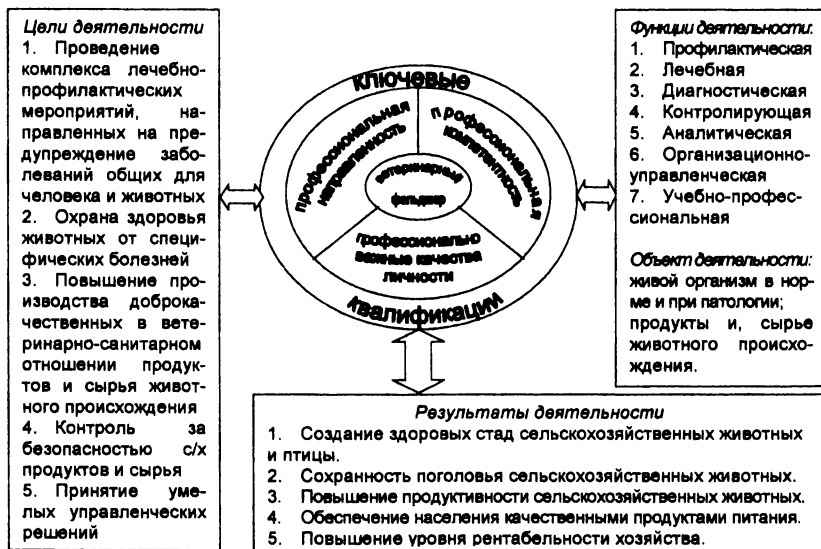 Цели деятельности
1. Проведение
комплекса лечебно-
профилактических
мероприятий, на-
правленных на пре-
дупреждение забо-
леваний общих для
человека и животных
2. Охрана здоровья
животных от специ-
фических болезней
3. Повышение про-
изводства доброка-
чественных в вете-
ринарно-санитарном
отношении продук-
тов и сырья живот-
ного происхождения
4. Контроль за
безопасностью с/х
продуктов и сырья
5. Принятие уме-
лых управленческих
решений
ключевые
профессиональная
направленность
профессиональная
компетентность
ветеринарный
фельдшер
профессионально
важные качества
личности
квалификации
Функции деятельности:
1. Профилактическая
2. Лечебная
3. Диагностическая
4. Контролирующая
5. Аналитическая
6. Организационно-
управленческая
7. Учебно-профес-
сиональная
Объект деятельности:
живой организм в нор-
ме и при патологии;
продукты и, сырье
животного происхо-
ждения.
Результаты деятельности
1. Создание здоровых стад сельскохозяйственных животных
и птицы.
2. Сохранность поголовья сельскохозяйственных животных.
3. Повышение продуктивности сельскохозяйственных животных.
4. Обеспечение населения качественными продуктами питания.
5. Повышение уровня рентабельности хозяйства.